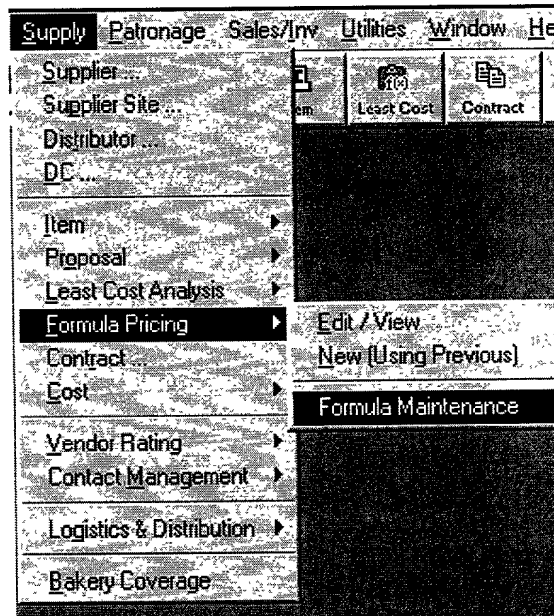 Supply Patronage Sales/Inv Utilities Window He
Supplier ...
Supplier Site ...
Distributor ...
DC ...
em Least Cost Contract
Item
Proposal
Least Cost Analysis
Formula Pricing
Contract ...
Cost
Vendor Rating
Contact Management
Logistics & Distribution
Bakery Coverage
Edit / View
New (Using Previous)
Formula Maintenance